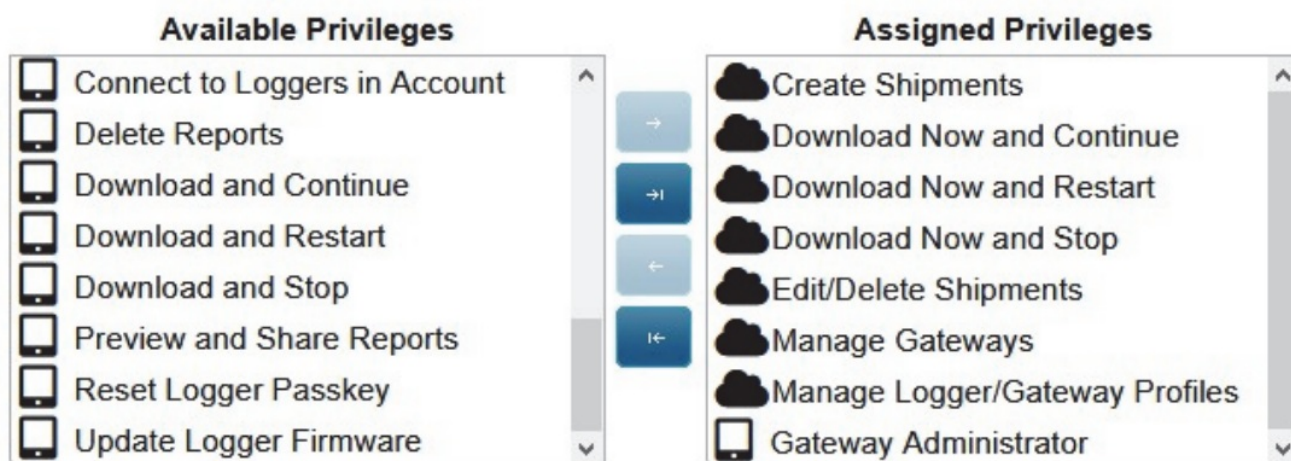 Available Privileges
Connect to Loggers in Account
Delete Reports
Download and Continue
Download and Restart
Download and Stop
Preview and Share Reports
Reset Logger Passkey
Update Logger Firmware
Assigned Privileges
Create Shipments
Download Now and Continue
Download Now and Restart
Download Now and Stop
Edit/Delete Shipments
Manage Gateways
Manage Logger/Gateway Profiles
Gateway Administrator